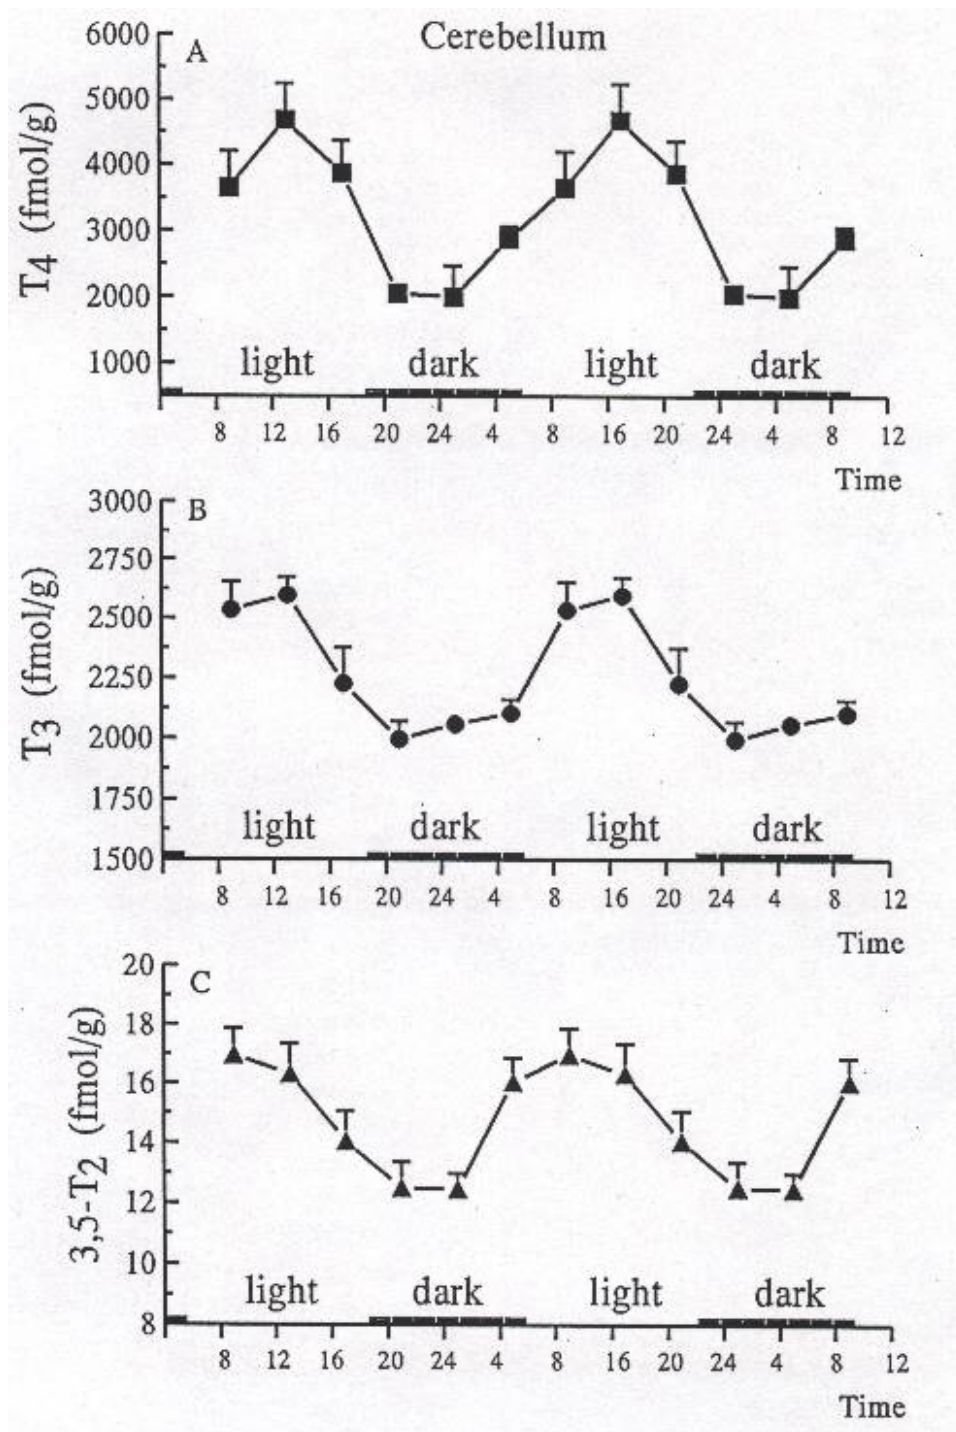 Cerebellum
A
T4 (fmol/g)
6000
5000
4000
3000
2000
1000
light dark light dark
8 12 16 20 24 4 8 16 20 24 4 8 12
Time
B
T3 (fmol/g)
3000
2750
2500
2250
2000
1750
1500
light dark light dark
8 12 16 20 24 4 8 16 20 24 4 8 12
Time
C
3,5-T2 (fmol/g)
20
18
16
14
12
10
8
light dark light dark
8 12 16 20 24 4 8 16 20 24 4 8 12
Time